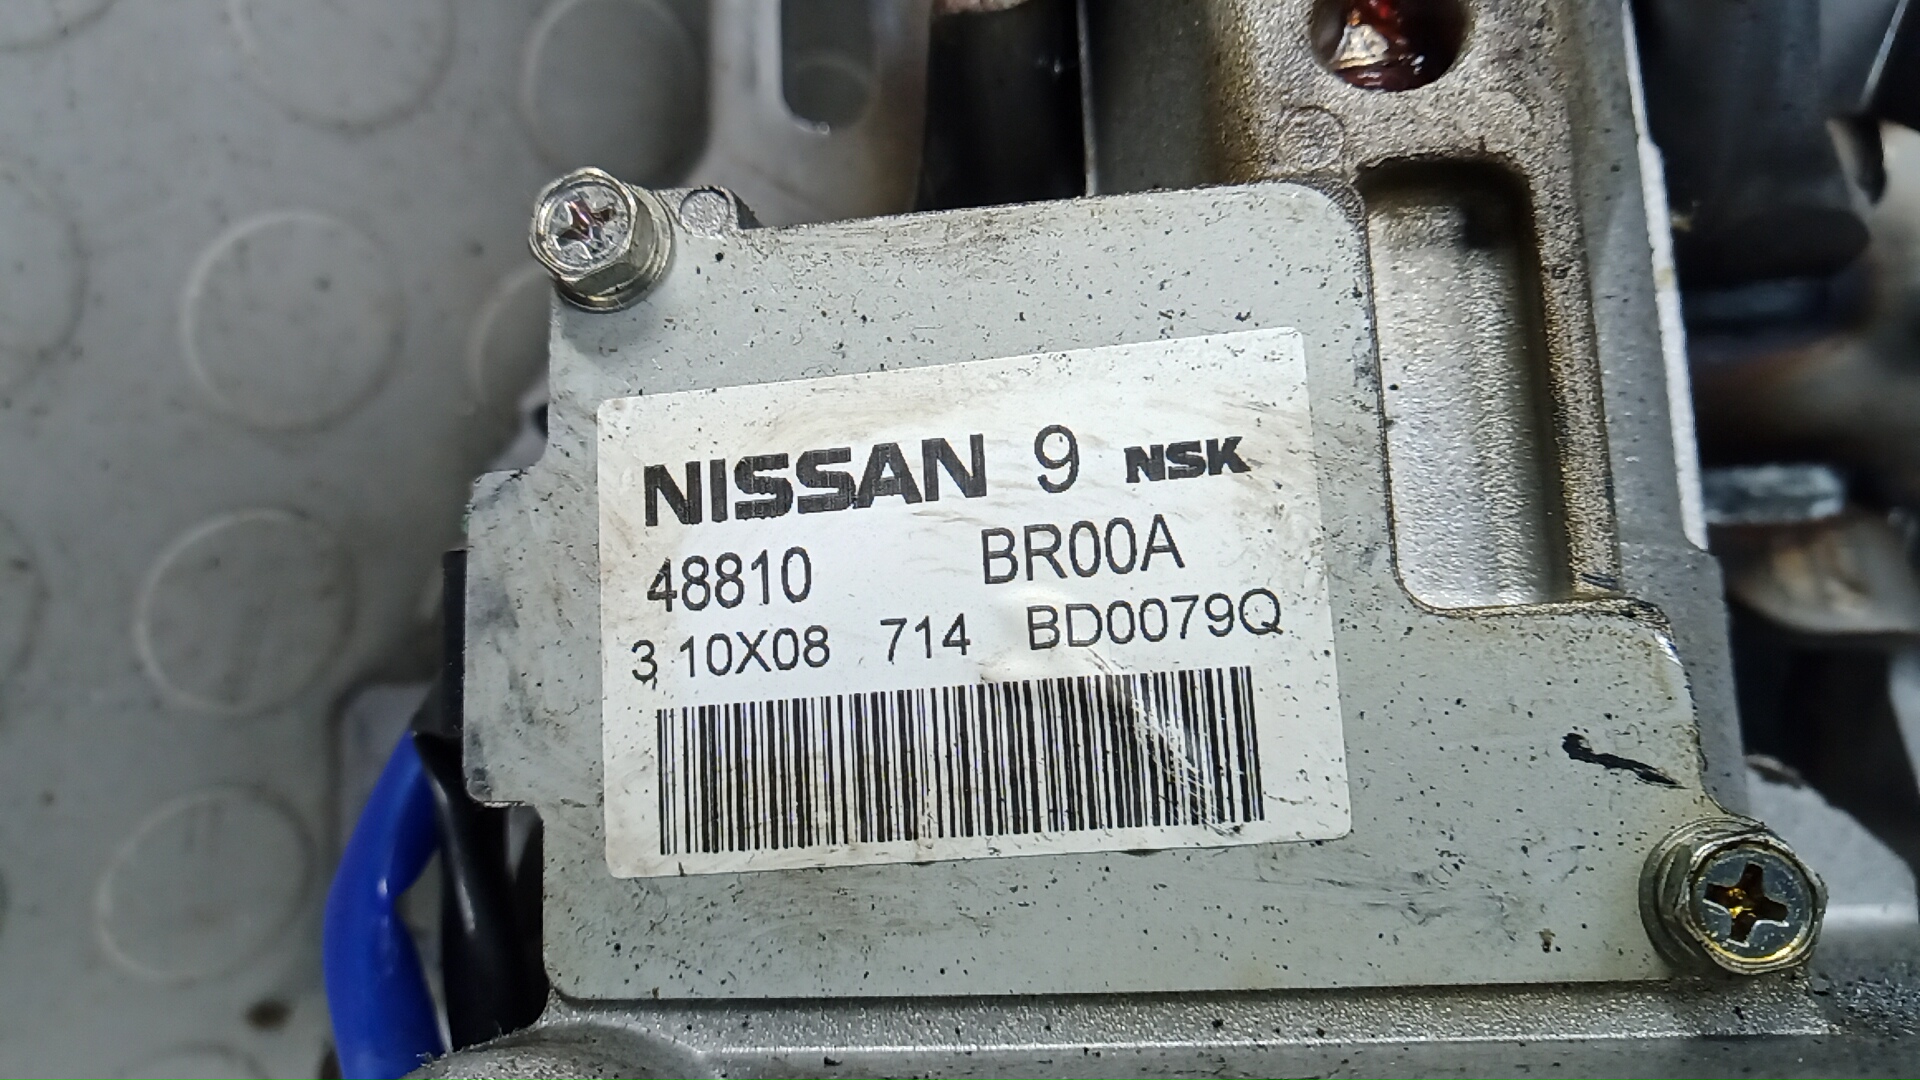 NISSAN 9 NSK
48810 BR00A
3 10X08 714 BD0079Q